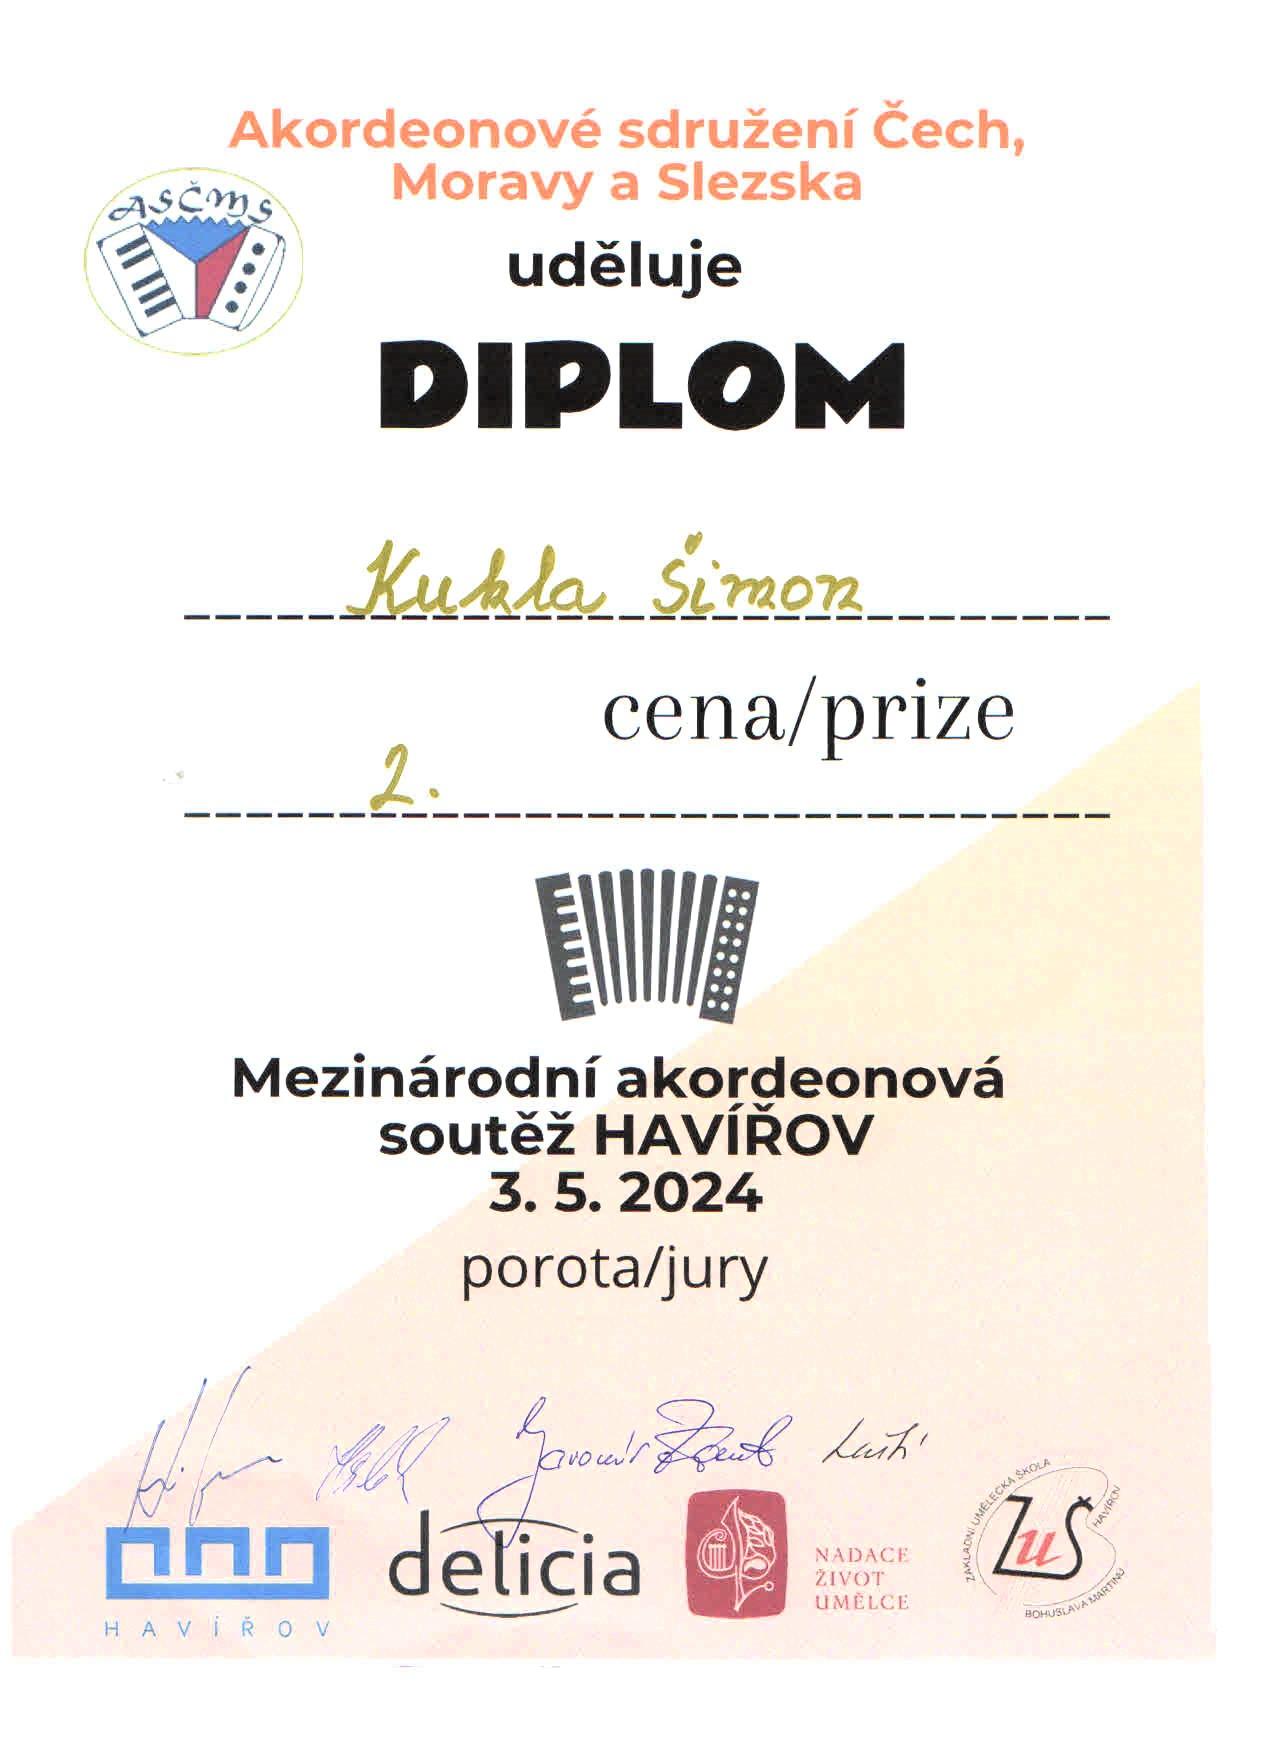 Akordeonové sdružení Čech,
Moravy a Slezska
ASČMS
uděluje
DIPLOM
Kukla Šimon
cena/prize
2.
Mezinárodní akordeonová
soutěž HAVÍŘOV
3. 5. 2024
porota/jury
Jaromír
HAVÍŘOV
delicia
NADACE
ŽIVOT
UMĚLCE
ZÁKLADNÍ UMĚLECKÁ ŠKOLA
ZUŠ
HAVÍŘOV
BOHUSLAVA MARTINŮ